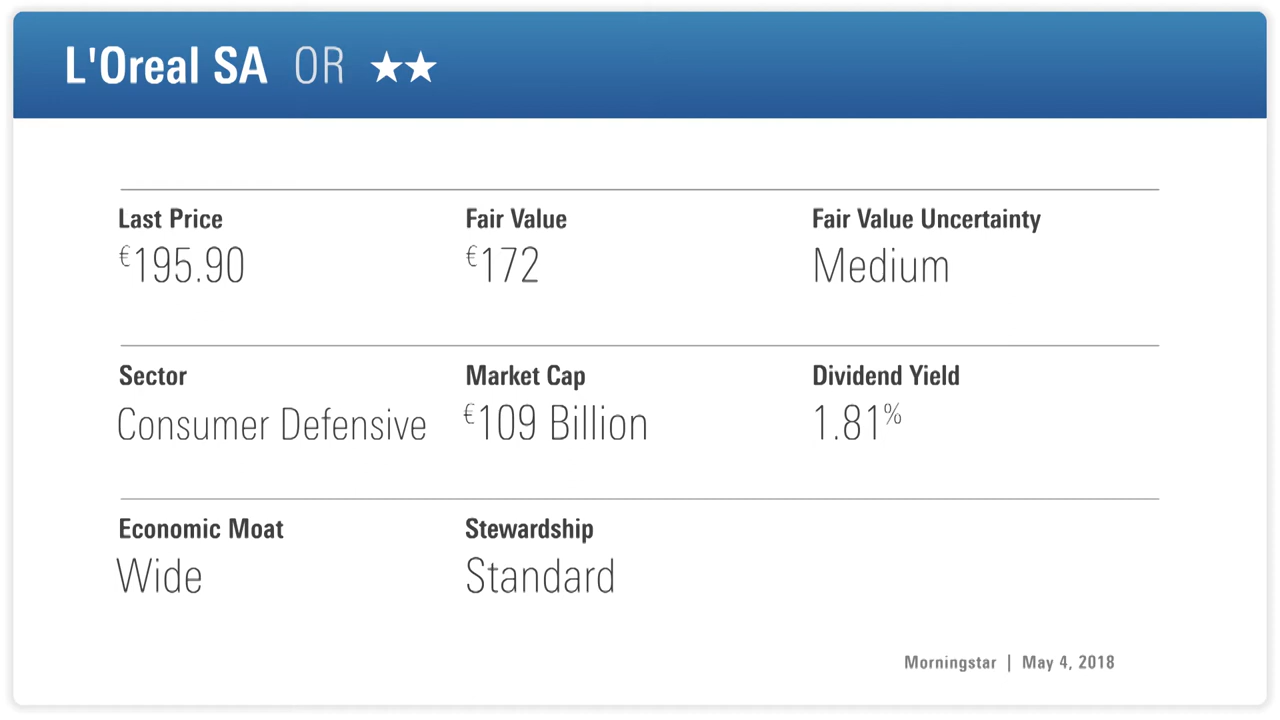 L'Oreal SA OR ★★
Last Price Fair Value Fair Value Uncertainty
€195.90 €172 Medium
Sector Market Cap Dividend Yield
Consumer Defensive €109 Billion 1.81%
Economic Moat Stewardship
Wide Standard
Morningstar | May 4, 2018